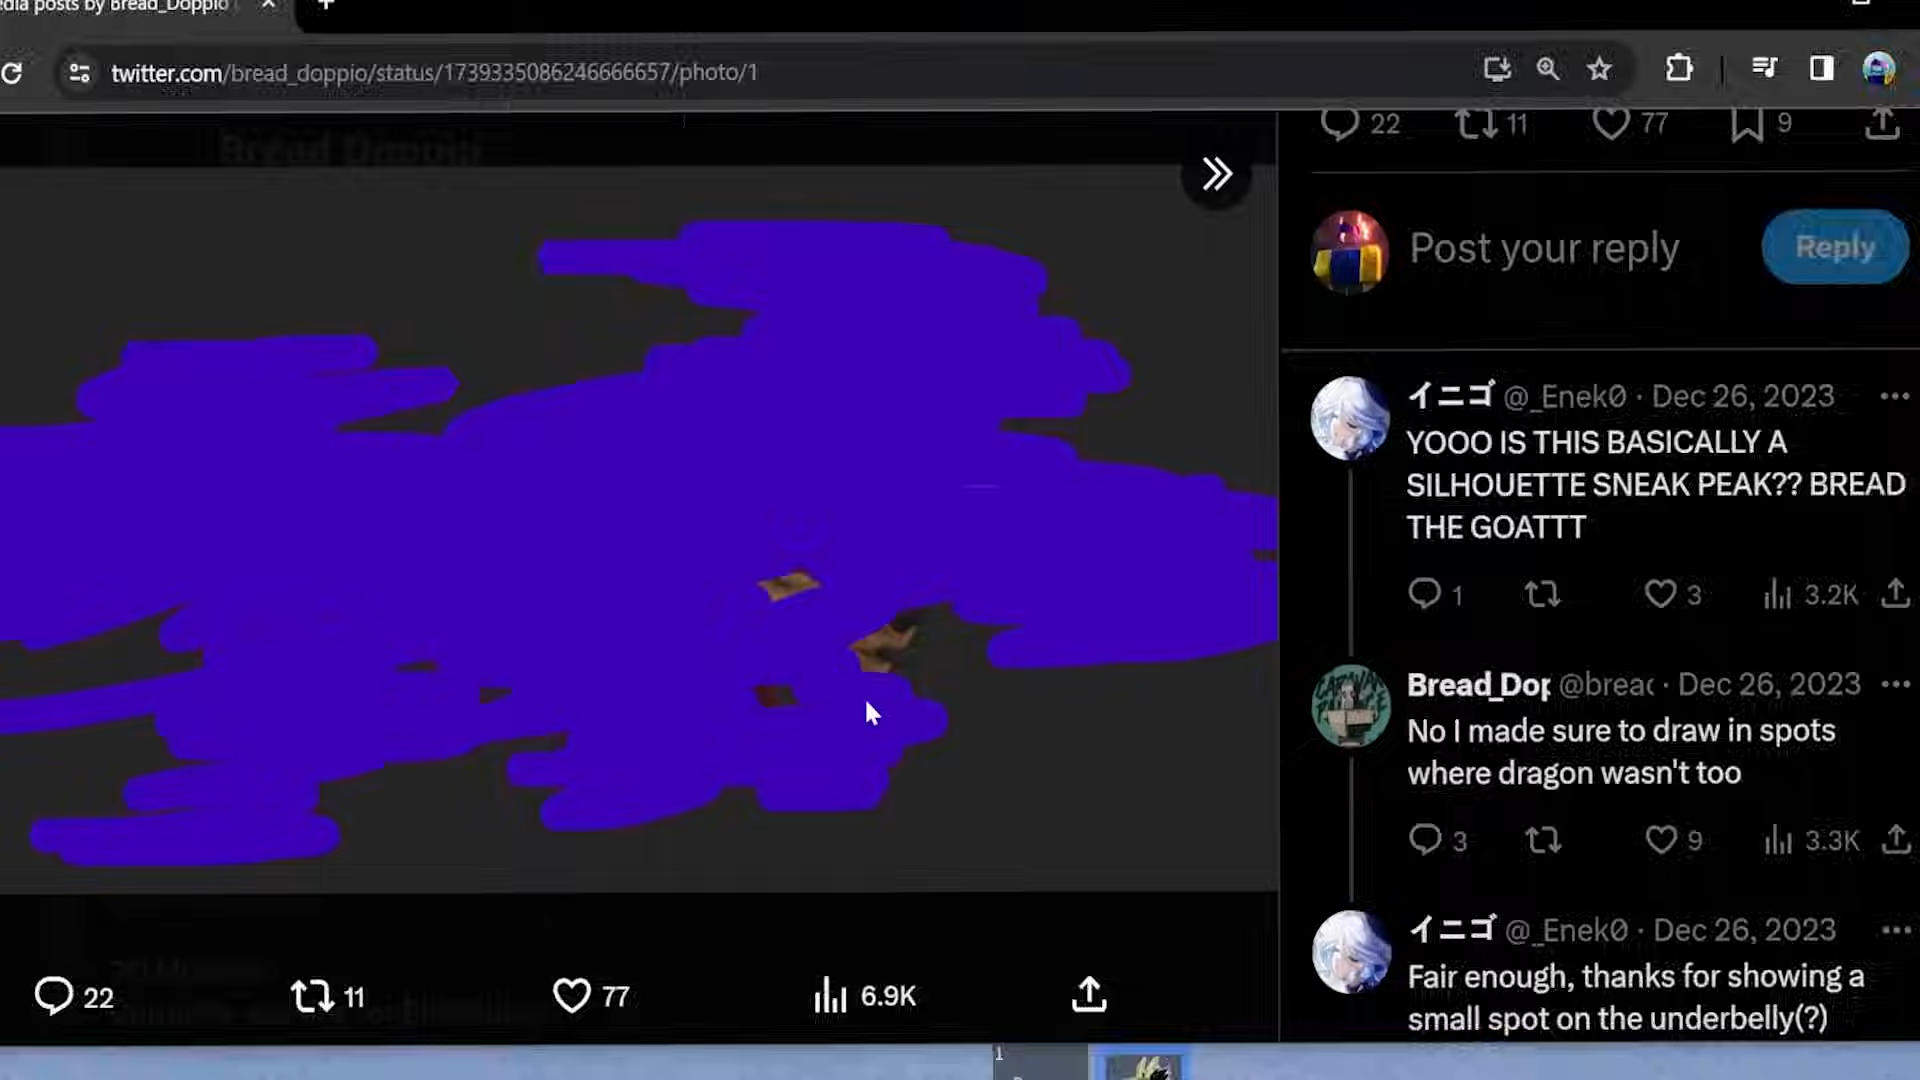 dia posts by Bread_Doppio
twitter.com/bread_doppio/status/1739335086246666657/photo/1
Bread Doppio
22 11 77 9
Post your reply
Reply
イニゴ @_Enek0 · Dec 26, 2023
YOOO IS THIS BASICALLY A
SILHOUETTE SNEAK PEAK?? BREAD
THE GOATTT
1 3 3.2K
Bread_Dop @breac · Dec 26, 2023
No I made sure to draw in spots
where dragon wasn't too
3 9 3.3K
イニゴ @_Enek0 · Dec 26, 2023
Fair enough, thanks for showing a
small spot on the underbelly(?)
22 11 77 6.9K
1